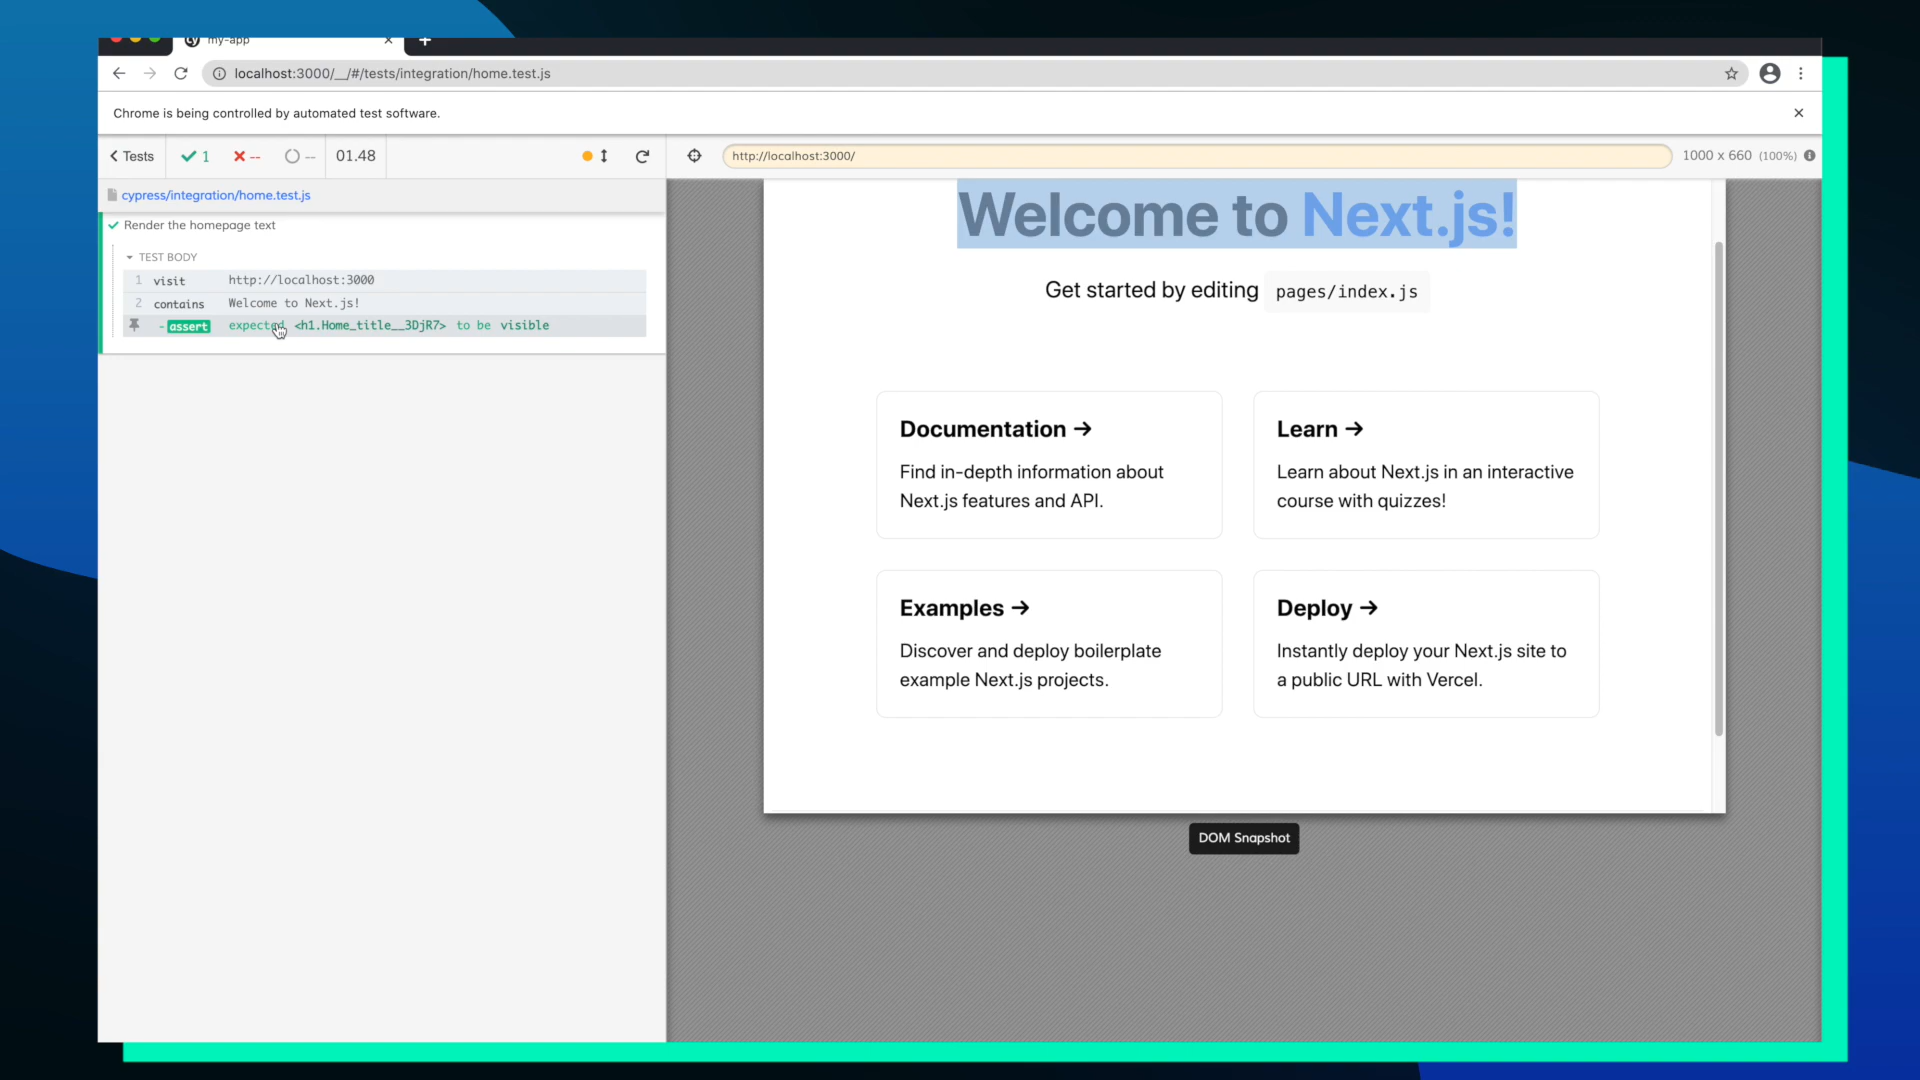 my-app
localhost:3000/__/#/tests/integration/home.test.js
Chrome is being controlled by automated test software.
Tests 1 -- -- 01.48
http://localhost:3000/ 1000 x 660 (100%)
cypress/integration/home.test.js
Render the homepage text
TEST BODY
1 visit http://localhost:3000
2 contains Welcome to Next.js!
- assert expected <h1.Home_title__3DjR7> to be visible
Welcome to Next.js!
Get started by editing pages/index.js
Documentation →
Find in-depth information about
Next.js features and API.
Learn →
Learn about Next.js in an interactive
course with quizzes!
Examples →
Discover and deploy boilerplate
example Next.js projects.
Deploy →
Instantly deploy your Next.js site to
a public URL with Vercel.
DOM Snapshot